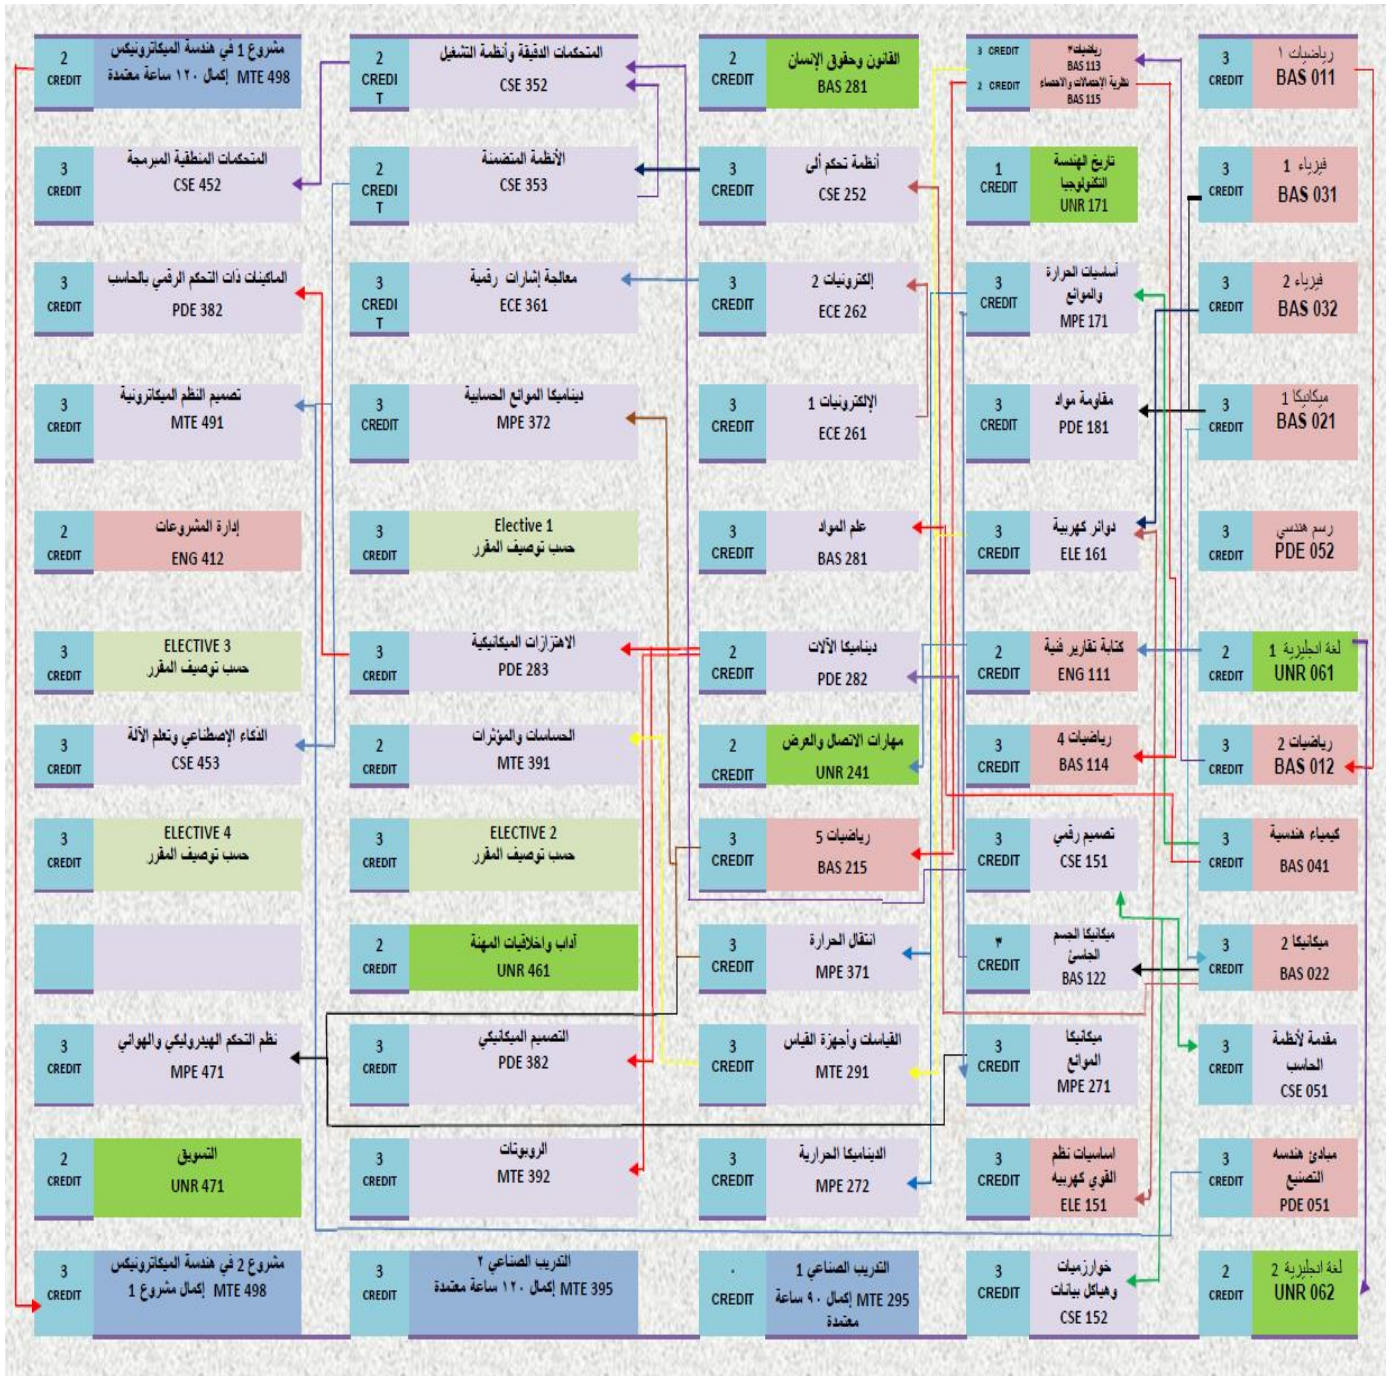 رياضيات ١
BAS 011
3
CREDIT
فيزياء 1
BAS 031
3
CREDIT
فيزياء 2
BAS 032
3
CREDIT
ميكانيكا 1
BAS 021
3
CREDIT
رسم هندسي
PDE 052
3
CREDIT
لغة انجليزية 1
UNR 061
2
CREDIT
رياضيات 2
BAS 012
3
CREDIT
كيمياء هندسية
BAS 041
3
CREDIT
ميكانيكا 2
BAS 022
3
CREDIT
مقدمة لأنظمة
الحاسب
CSE 051
3
CREDIT
مبادئ هندسه
التصنيع
PDE 051
3
CREDIT
لغة انجليزية 2
UNR 062
2
CREDIT
رياضيات٣
BAS 113
3 CREDIT
نظرية الإحتمالات والاحصاء
BAS 115
2 CREDIT
تاريخ الهندسة
التكنولوجيا
UNR 171
1
CREDIT
أساسيات الحرارة
والموائع
MPE 171
3
CREDIT
مقاومة مواد
PDE 181
3
CREDIT
دوائر كهربية
ELE 161
3
CREDIT
كتابة تقارير فنية
ENG 111
2
CREDIT
رياضيات 4
BAS 114
3
CREDIT
تصميم رقمي
CSE 151
3
CREDIT
ميكانيكا الجسم
الجاسئ
BAS 122
٣
CREDIT
ميكانيكا
الموائع
MPE 271
3
CREDIT
اساسيات نظم
القوي كهربيه
ELE 151
3
CREDIT
خوارزميات
وهياكل بيانات
CSE 152
3
CREDIT
القانون وحقوق الإنسان
BAS 281
2
CREDIT
أنظمة تحكم ألى
CSE 252
3
CREDIT
إلكترونيات 2
ECE 262
3
CREDIT
الإلكترونيات 1
ECE 261
3
CREDIT
علم المواد
BAS 281
3
CREDIT
ديناميكا الآلات
PDE 282
2
CREDIT
مهارات الاتصال والعرض
UNR 241
2
CREDIT
رياضيات 5
BAS 215
3
CREDIT
انتقال الحرارة
MPE 371
3
CREDIT
القياسات وأجهزة القياس
MTE 291
3
CREDIT
الديناميكا الحرارية
MPE 272
3
CREDIT
التدريب الصناعي 1
MTE 295 إكمال ٩٠ ساعة
معتمدة
٠
CREDIT
المتحكمات الدقيقة وأنظمة التشغيل
CSE 352
2
CREDI
T
الأنظمة المتضمنة
CSE 353
2
CREDI
T
معالجة إشارات رقمية
ECE 361
3
CREDI
T
ديناميكا الموائع الحسابية
MPE 372
3
CREDIT
Elective 1
حسب توصيف المقرر
3
CREDIT
الاهتزازات الميكانيكية
PDE 283
3
CREDIT
الحساسات والمؤثرات
MTE 391
2
CREDIT
ELECTIVE 2
حسب توصيف المقرر
3
CREDIT
آداب واخلاقيات المهنة
UNR 461
2
CREDIT
التصميم الميكانيكي
PDE 382
3
CREDIT
الروبوتات
MTE 392
3
CREDIT
التدريب الصناعي ٢
MTE 395 إكمال ١٢٠ ساعة معتمدة
3
CREDIT
مشروع 1 في هندسة الميكاترونيكس
MTE 498 إكمال ١٢٠ ساعة معتمدة
2
CREDIT
المتحكمات المنطقية المبرمجة
CSE 452
3
CREDIT
الماكينات ذات التحكم الرقمي بالحاسب
PDE 382
3
CREDIT
تصميم النظم الميكاترونية
MTE 491
3
CREDIT
إدارة المشروعات
ENG 412
2
CREDIT
ELECTIVE 3
حسب توصيف المقرر
3
CREDIT
الذكاء الإصطناعي وتعلم الآلة
CSE 453
3
CREDIT
ELECTIVE 4
حسب توصيف المقرر
3
CREDIT
نظم التحكم الهيدروليكي والهوائي
MPE 471
3
CREDIT
التسويق
UNR 471
2
CREDIT
مشروع 2 في هندسة الميكاترونيكس
MTE 498 إكمال مشروع 1
3
CREDIT